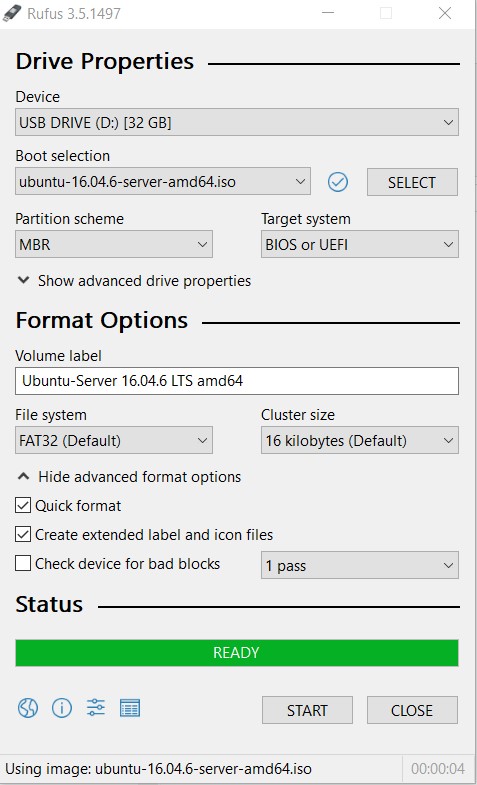 Rufus 3.5.1497
Drive Properties
Device
USB DRIVE (D:) [32 GB]
Boot selection
ubuntu-16.04.6-server-amd64.iso
SELECT
Partition scheme
Target system
MBR
BIOS or UEFI
Show advanced drive properties
Format Options
Volume label
Ubuntu-Server 16.04.6 LTS amd64
File system
Cluster size
FAT32 (Default)
16 kilobytes (Default)
Hide advanced format options
Quick format
Create extended label and icon files
Check device for bad blocks
1 pass
Status
READY
START
CLOSE
Using image: ubuntu-16.04.6-server-amd64.iso
00:00:04